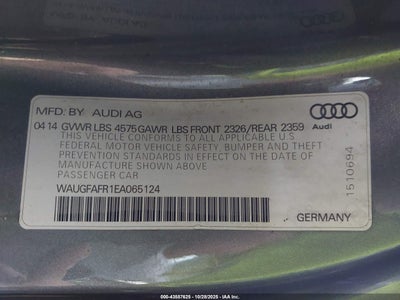 MFD. BY AUDI AG
04 14 GVWR LBS 4575 GAWR LBS FRONT 2326/REAR 2359
THIS VEHICLE CONFORMS TO ALL APPLICABLE U.S.
FEDERAL MOTOR VEHICLE SAFETY, BUMPER AND
THEFT PREVENTION STANDARDS IN EFFECT ON THE DATE
OF MANUFACTURE SHOWN ABOVE
PASSENGER CAR
WAUGFAFR1EA065124
GERMANY
Audi
1510694
000-43557625 - 10/28/2025 - IAA Inc.